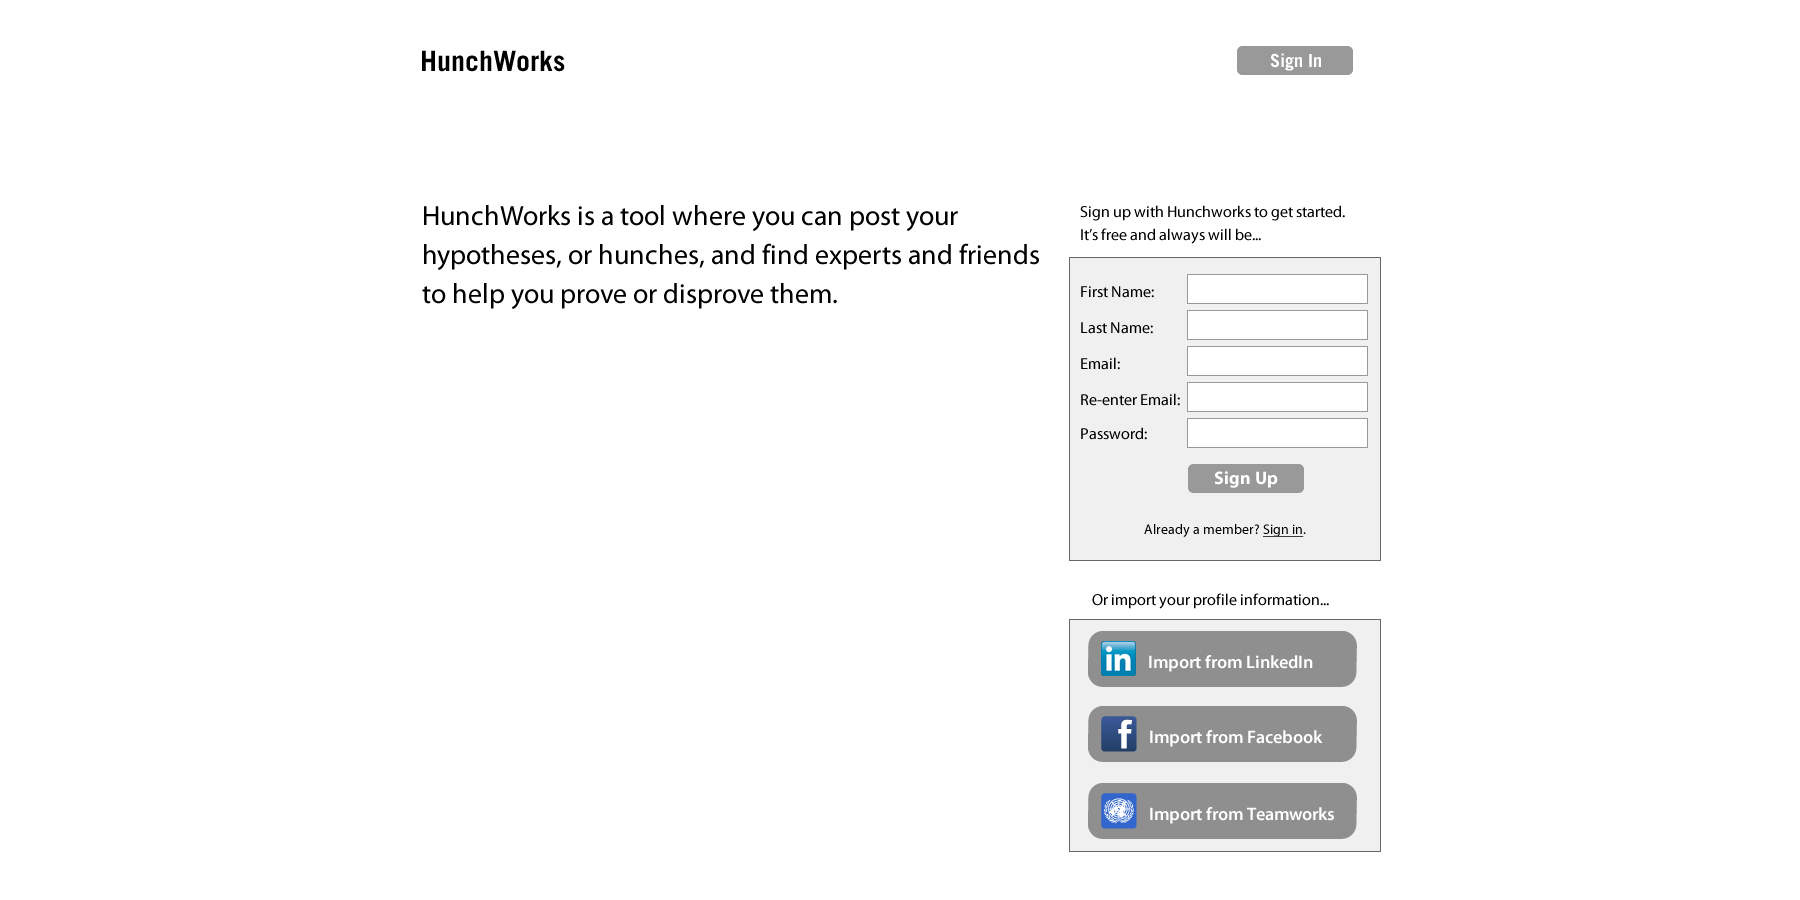 HunchWorks
Sign In
HunchWorks is a tool where you can post your
hypotheses, or hunches, and find experts and friends
to help you prove or disprove them.
Sign up with Hunchworks to get started.
It’s free and always will be...
First Name:
Last Name:
Email:
Re-enter Email:
Password:
Sign Up
Already a member? Sign in.
Or import your profile information...
in Import from LinkedIn
f Import from Facebook
Import from Teamworks